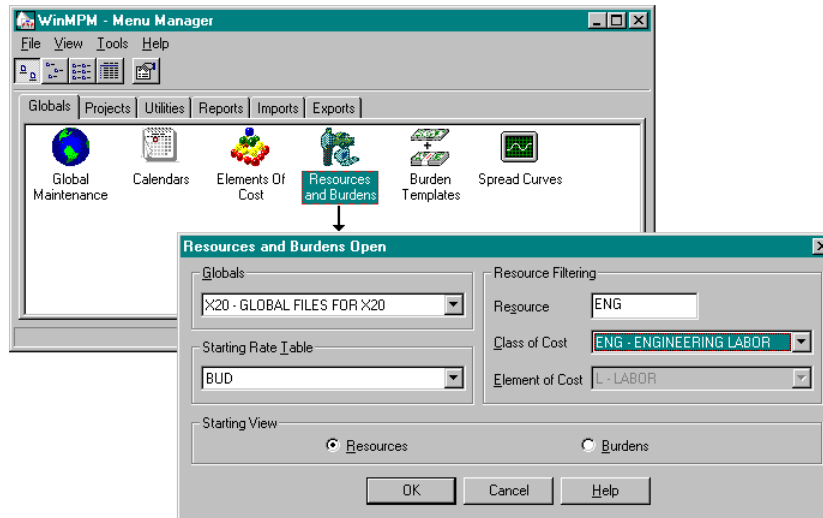 WinMPM - Menu Manager
File View Tools Help
Globals Projects Utilities Reports Imports Exports
Global Maintenance
Calendars
Elements Of Cost
Resources and Burdens
Burden Templates
Spread Curves
Resources and Burdens Open
Globals
X20 - GLOBAL FILES FOR X20
Starting Rate Table
BUD
Resource Filtering
Resource ENG
Class of Cost ENG - ENGINEERING LABOR
Element of Cost L - LABOR
Starting View
Resources Burdens
OK Cancel Help